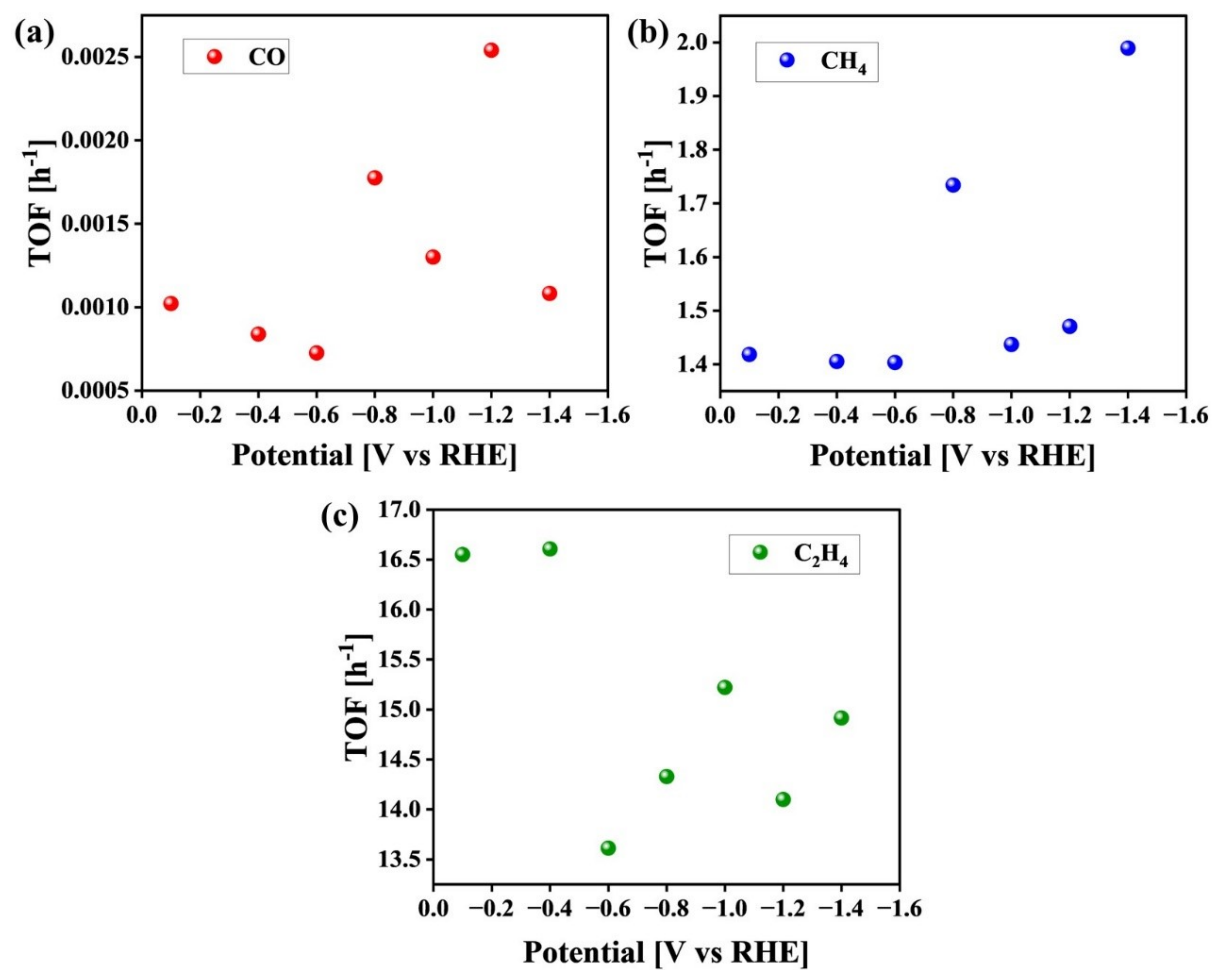 (a)
CO
0.0025
0.0020
0.0015
0.0010
0.0005
TOF [h⁻¹]
0.0 −0.2 −0.4 −0.6 −0.8 −1.0 −1.2 −1.4 −1.6
Potential [V vs RHE]
(b)
CH₄
2.0
1.9
1.8
1.7
1.6
1.5
1.4
TOF [h⁻¹]
0.0 −0.2 −0.4 −0.6 −0.8 −1.0 −1.2 −1.4 −1.6
Potential [V vs RHE]
(c)
C₂H₄
17.0
16.5
16.0
15.5
15.0
14.5
14.0
13.5
TOF [h⁻¹]
0.0 −0.2 −0.4 −0.6 −0.8 −1.0 −1.2 −1.4 −1.6
Potential [V vs RHE]